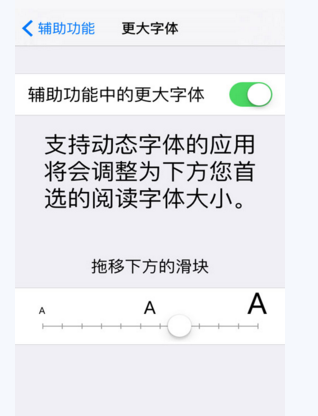 辅助功能 更大字体
辅助功能中的更大字体
支持动态字体的应用
将会调整为下方您首
选的阅读字体大小。
拖移下方的滑块
A A A